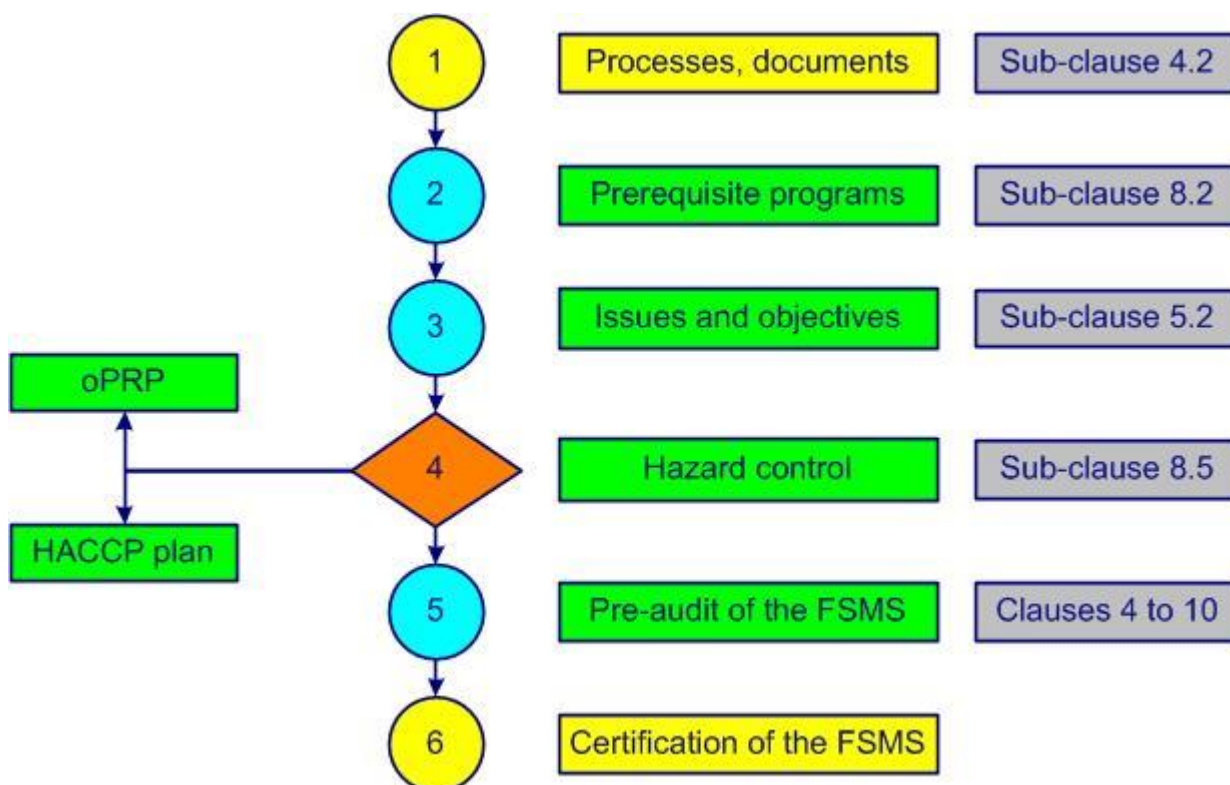 1
Processes, documents
Sub-clause 4.2
2
Prerequisite programs
Sub-clause 8.2
3
Issues and objectives
Sub-clause 5.2
oPRP
4
Hazard control
Sub-clause 8.5
HACCP plan
5
Pre-audit of the FSMS
Clauses 4 to 10
6
Certification of the FSMS